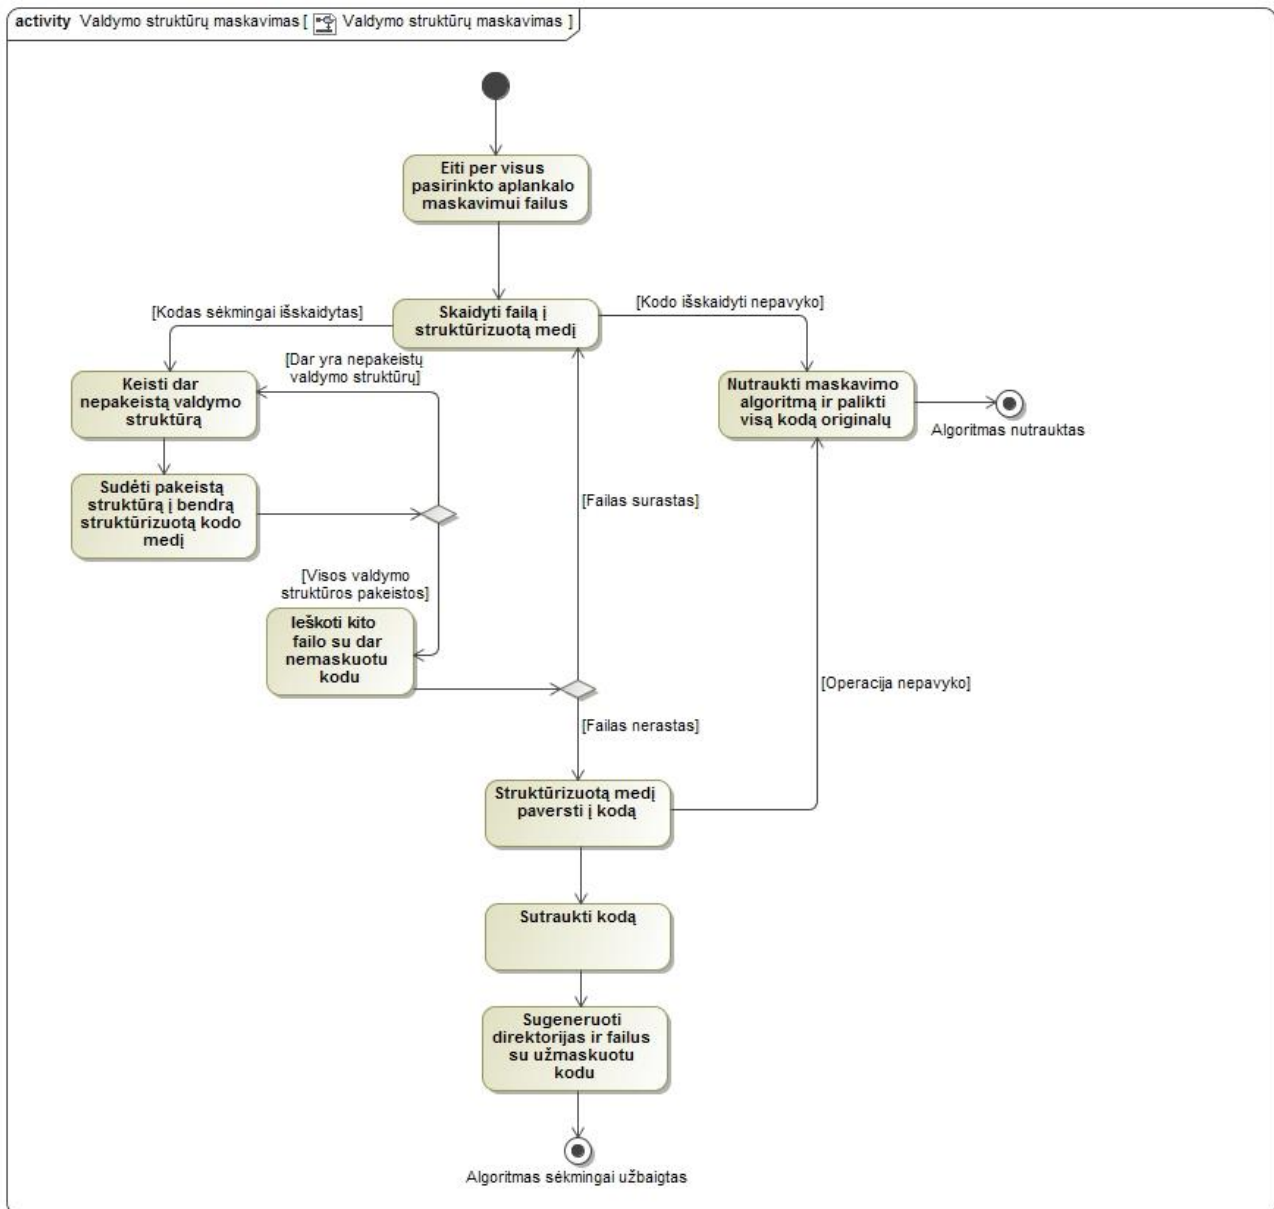 activity Valdymo struktūrų maskavimas [ Valdymo struktūrų maskavimas ]
Eiti per visus
pasirinkto aplankalo
maskavimui failus
[Kodas sėkmingai išskaidytas]
Skaidyti failą į
struktūrizuotą medį
[Kodo išskaidyti nepavyko]
[Dar yra nepakeistų
valdymo struktūrų]
Keisti dar
nepakeistą valdymo
struktūrą
Nutraukti maskavimo
algoritmą ir palikti
visą kodą originalų
Algoritmas nutrauktas
Sudėti pakeistą
struktūrą į bendrą
struktūrizuotą kodo
medį
[Failas surastas]
[Visos valdymo
struktūros pakeistos]
Ieškoti kito
failo su dar
nemaskuotu
kodu
[Operacija nepavyko]
[Failas nerastas]
Struktūrizuotą medį
paversti į kodą
Sutraukti kodą
Sugeneruoti
direktorijas ir failus
su užmaskuotu
kodu
Algoritmas sėkmingai užbaigtas